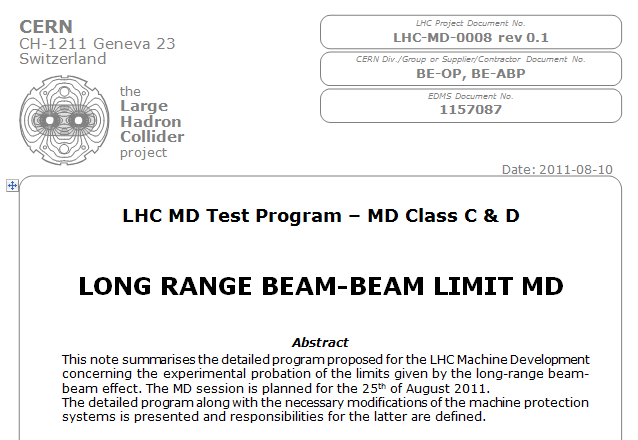 CERN
CH-1211 Geneva 23
Switzerland
the
Large
Hadron
Collider
project
LHC Project Document No.
LHC-MD-0008 rev 0.1
CERN Div./Group or Supplier/Contractor Document No.
BE-OP, BE-ABP
EDMS Document No.
1157087
Date: 2011-08-10
LHC MD Test Program – MD Class C & D
LONG RANGE BEAM-BEAM LIMIT MD
Abstract
This note summarises the detailed program proposed for the LHC Machine Development
concerning the experimental probation of the limits given by the long-range beam-
beam effect. The MD session is planned for the 25th of August 2011.
The detailed program along with the necessary modifications of the machine protection
systems is presented and responsibilities for the latter are defined.